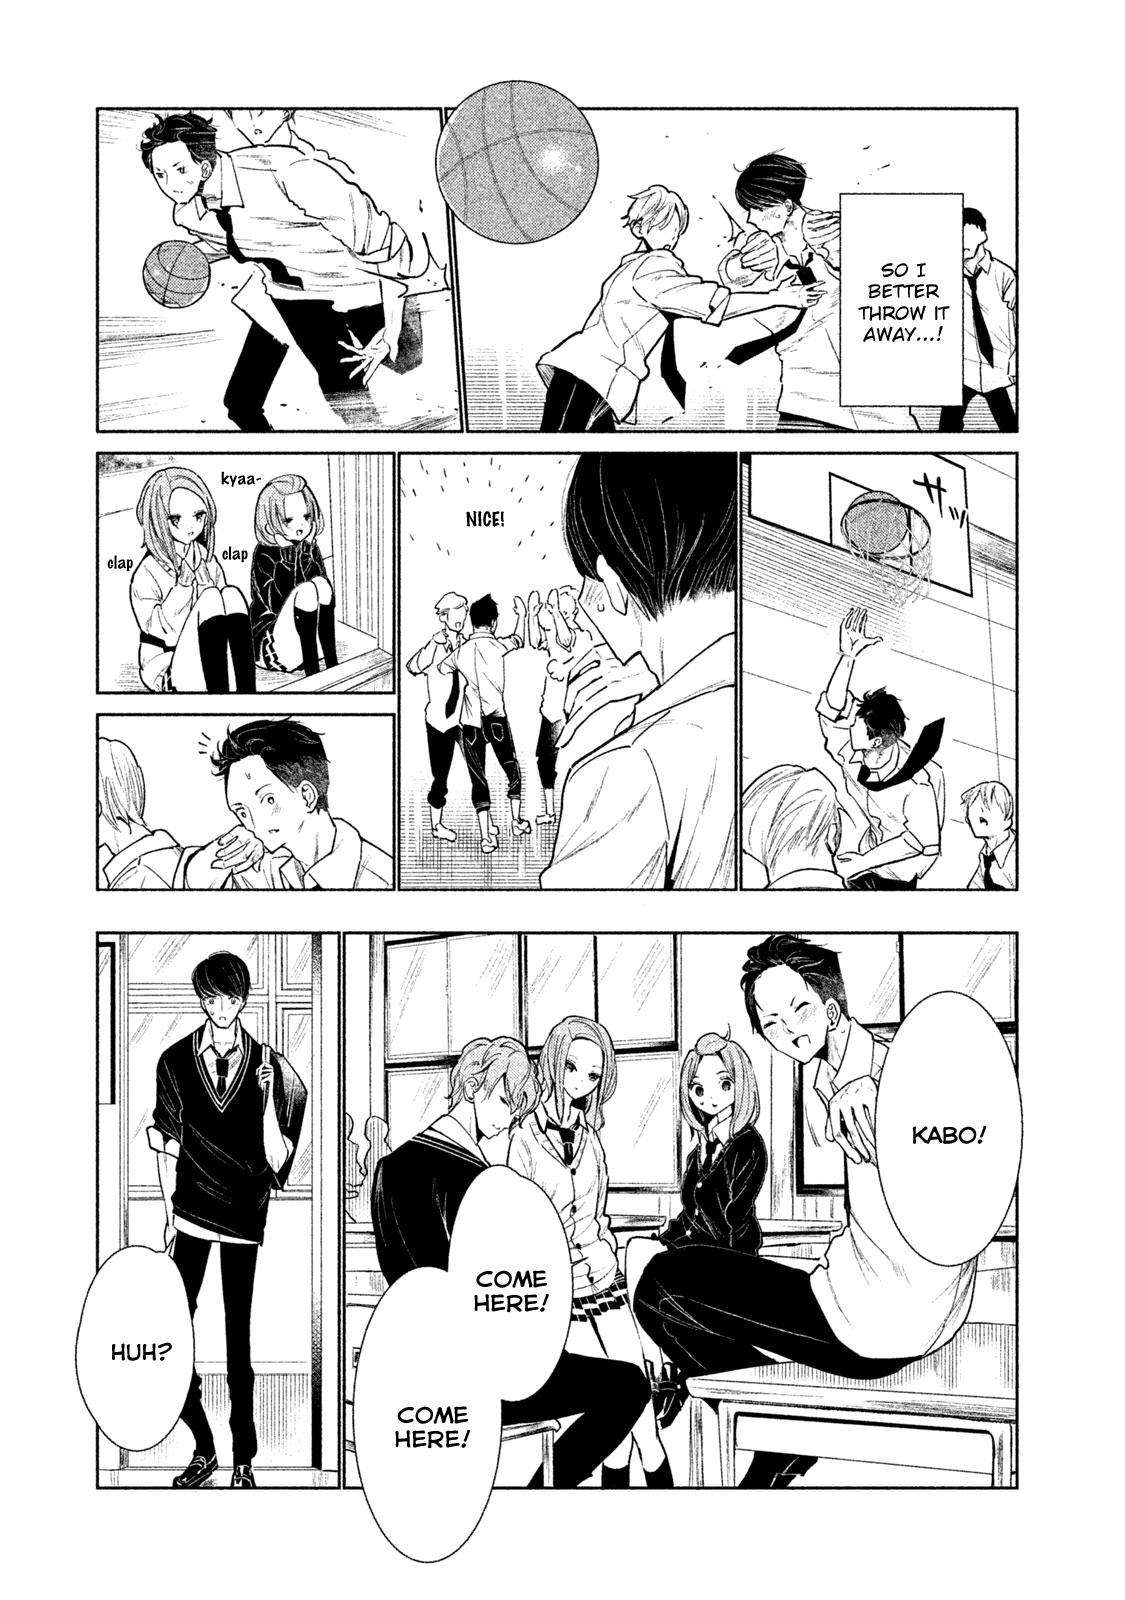 SO I
BETTER
THROW IT
AWAY...!
サッ
NICE!
kyaa-
clap
clap
KABO!
COME
HERE!
COME
HERE!
HUH?